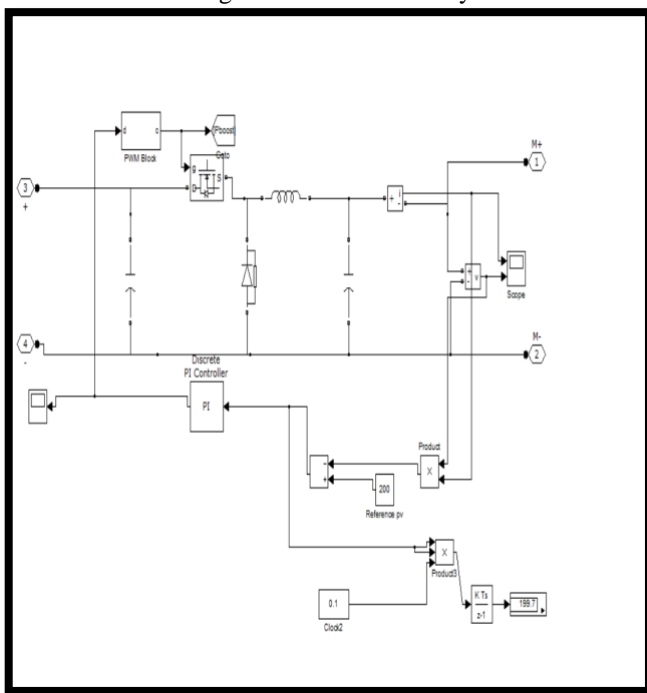 d
o
Pboost
Goto
PWM Block
g
D
S
3
+
i
+
-
M+
1
+
-
v
Scope
4
-
M-
2
Discrete
PI Controller
PI
Product
X
-
+
200
Reference pv
X
Product3
0.1
Clock2
K Ts
z-1
199.7